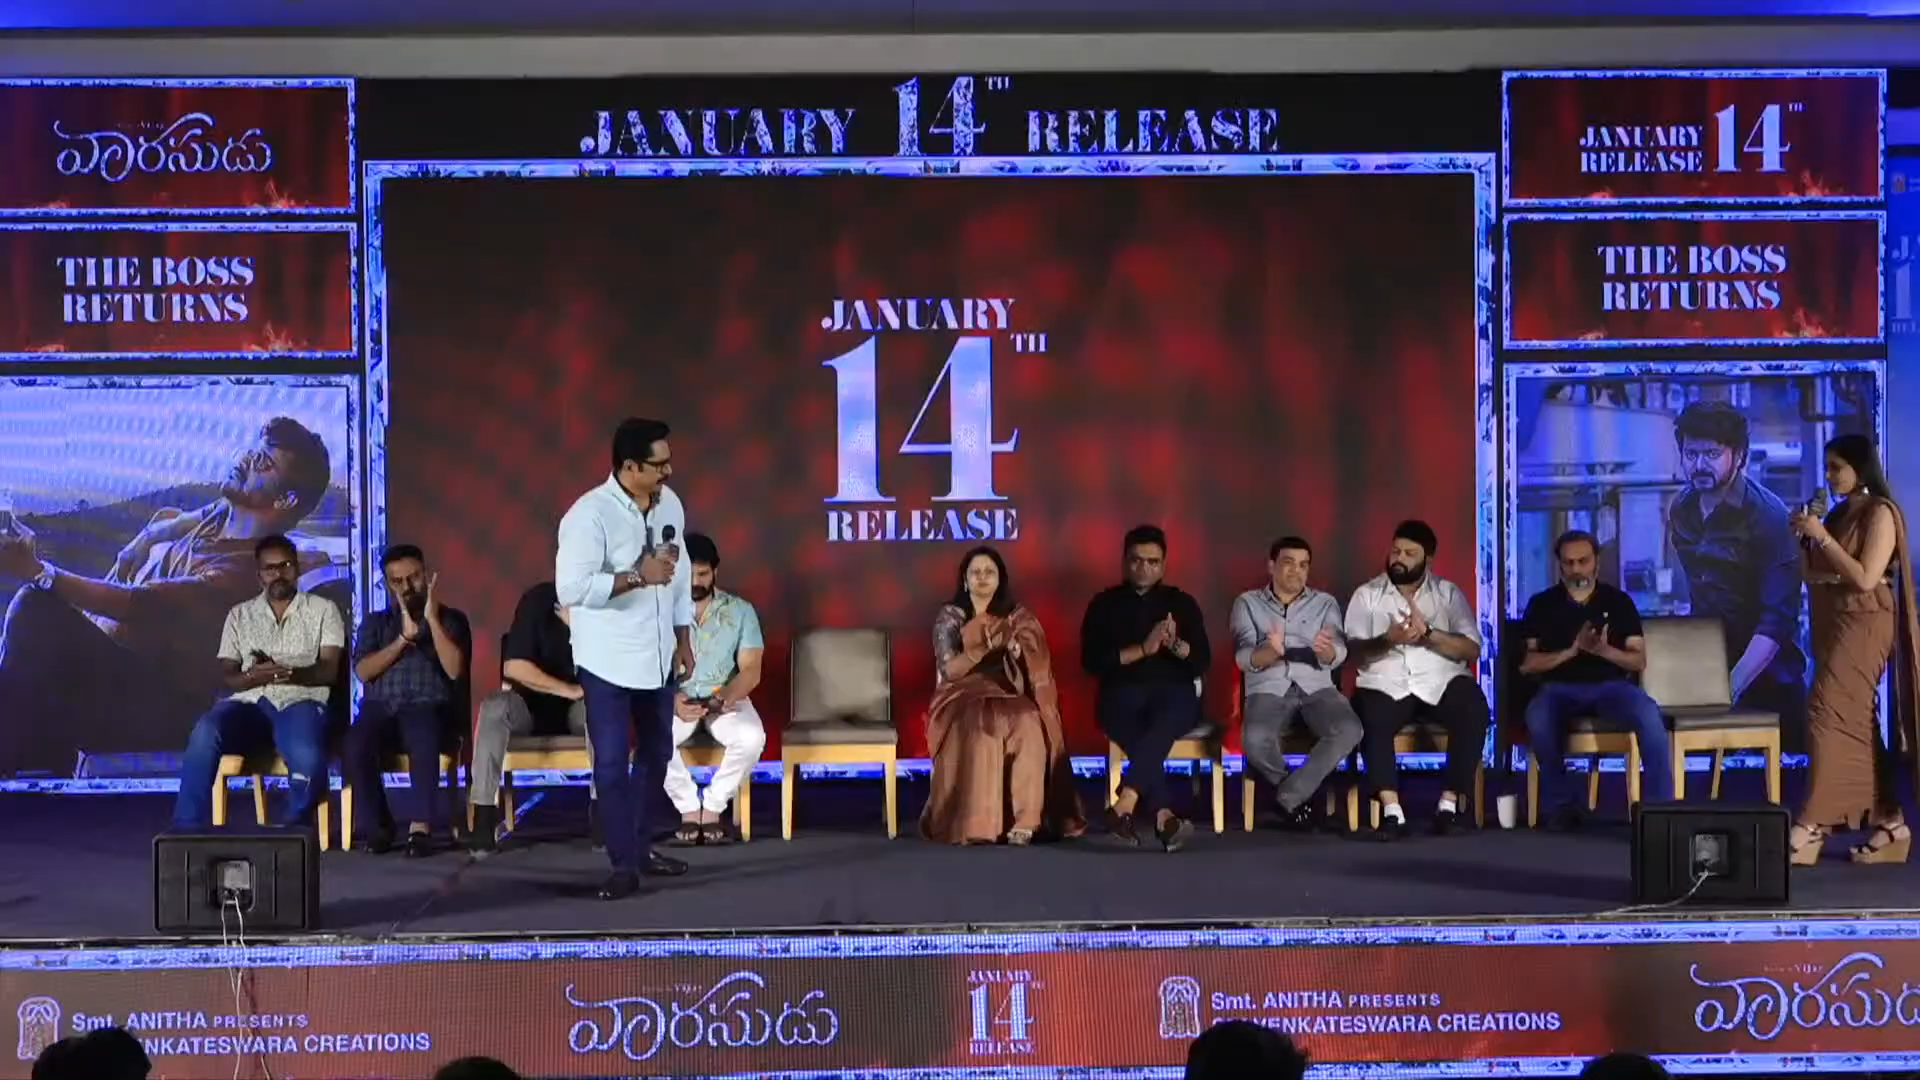 JANUARY 14TH RELEASE
వారసుడు
THE BOSS
RETURNS
JANUARY
14TH
RELEASE
JANUARY
RELEASE 14TH
THE BOSS
RETURNS
Smt. ANITHA PRESENTS
VENKATESWARA CREATIONS
వారసుడు
JANUARY
14TH
RELEASE
Smt. ANITHA PRESENTS
VENKATESWARA CREATIONS
వారసుడు